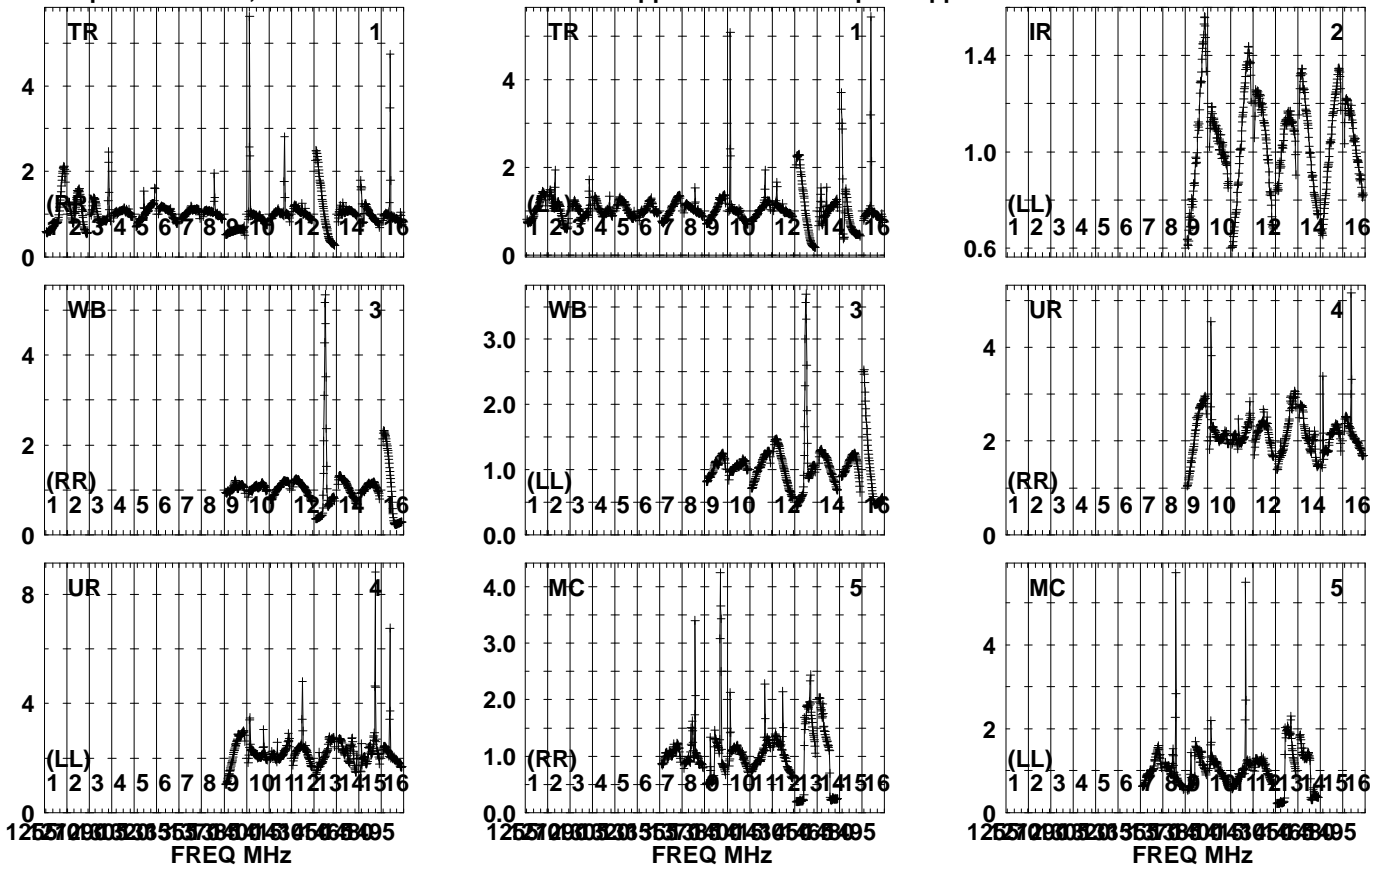 TR 1
4
2
0
(RR)
2 3 4 5 6 7 8 9 10 12 14 16
TR 1
4
2
0
1 2 3 4 5 6 7 8 9 10 12 14 16
IR 2
1.4
1.0
0.6
(LL)
1 2 3 4 5 6 7 8 9 10 12 14 16
WB 3
4
2
0
(RR)
1 2 3 4 5 6 7 8 9 10 12 14 16
WB 3
3.0
2.0
1.0
0.0
(LL)
1 2 3 4 5 6 7 8 9 10 12 14 16
UR 4
4
2
0
(RR)
1 2 3 4 5 6 7 8 9 10 12 14 16
UR 4
8
4
0
(LL)
1 2 3 4 5 6 7 8 9 10 11 12 13 14 15 16
FREQ MHz
MC 5
4.0
3.0
2.0
1.0
0.0
(RR)
1 2 3 4 5 6 7 8 9 10 11 12 13 14 15 16
FREQ MHz
MC 5
4
2
0
(LL)
1 2 3 4 5 6 7 8 9 10 11 12 13 14 15 16
FREQ MHz